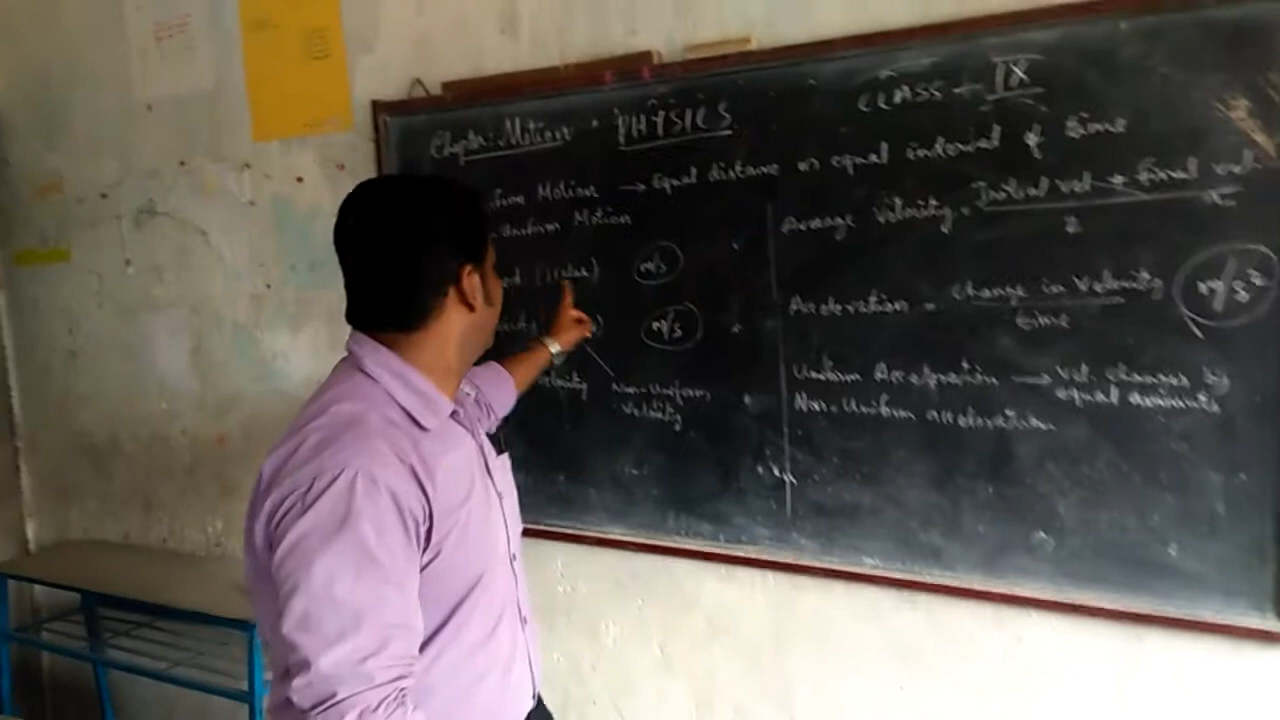 Chapter: Motion • PHYSICS
CLASS - IX
Motion → Equal distance in equal interval of time
Uniform Motion
(Scalar) m/s
m/s
Non-Uniform
Velocity
Average Velocity = Initial vel + final vel
2
Acceleration = Change in Velocity m/s²
time
Uniform Acceleration → Vel. changes by
equal amounts
Non-Uniform acceleration